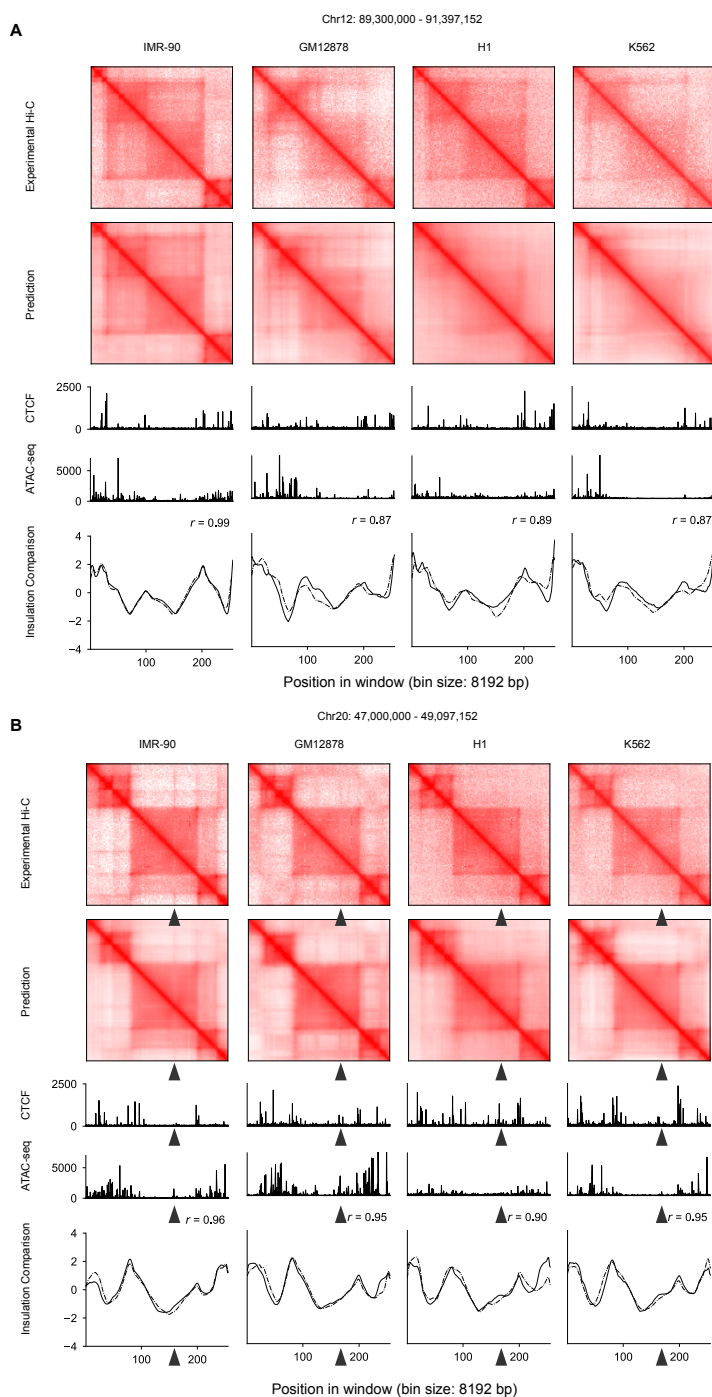 Chr12: 89,300,000 - 91,397,152
A
IMR-90 GM12878 H1 K562
Experimental Hi-C
Prediction
CTCF
2500
0
ATAC-seq
5000
0
Insulation Comparison
r = 0.99 r = 0.87 r = 0.89 r = 0.87
4
2
0
−2
−4
100 200 100 200 100 200 100 200
Position in window (bin size: 8192 bp)
Chr20: 47,000,000 - 49,097,152
B
IMR-90 GM12878 H1 K562
Experimental Hi-C
Prediction
CTCF
2500
0
ATAC-seq
5000
0
Insulation Comparison
r = 0.96 r = 0.95 r = 0.90 r = 0.95
4
2
0
−2
−4
100 200 100 200 100 200 100 200
Position in window (bin size: 8192 bp)